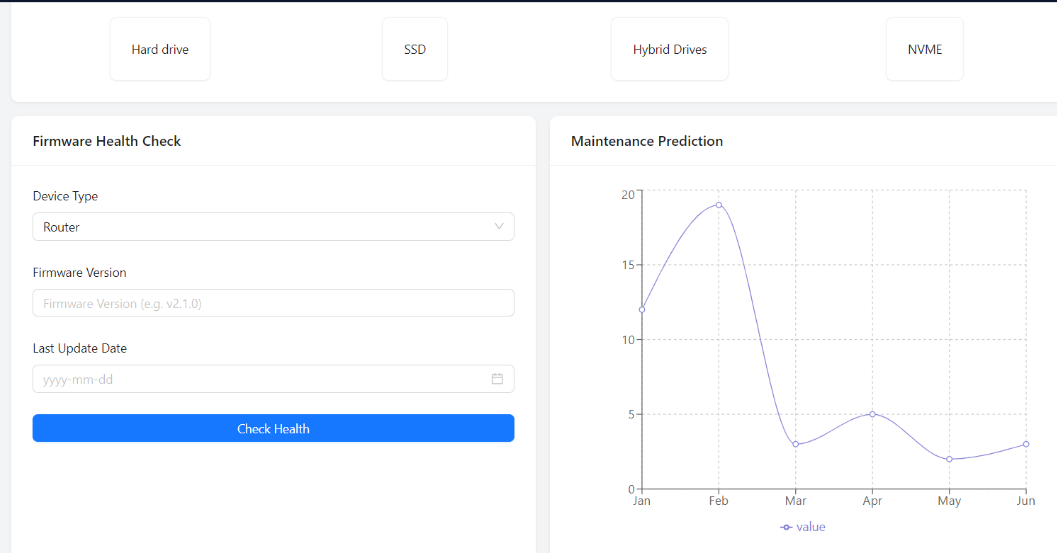 Hard drive
SSD
Hybrid Drives
NVME
Firmware Health Check
Device Type
Router
Firmware Version
Firmware Version (e.g. v2.1.0)
Last Update Date
yyyy-mm-dd
Check Health
Maintenance Prediction
20
15
10
5
0
Jan Feb Mar Apr May Jun
value